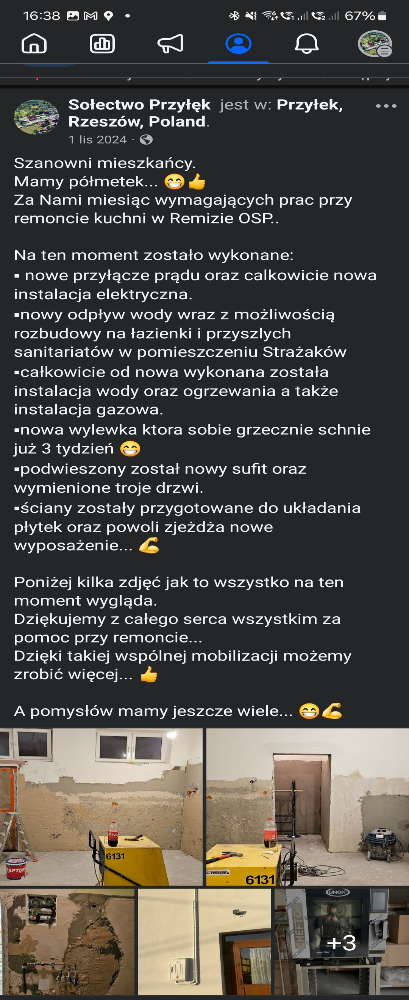 16:38
67%
Sołectwo Przyłęk jest w: Przyłek,
Rzeszów, Poland.
1 lis 2024 ·
Szanowni mieszkańcy.
Mamy półmetek... 😁👍
Za Nami miesiąc wymagających prac przy
remoncie kuchni w Remizie OSP..
Na ten moment zostało wykonane:
▪ nowe przyłącze prądu oraz calkowicie nowa
instalacja elektryczna.
▪nowy odpływ wody wraz z możliwością
rozbudowy na łazienki i przyszlych
sanitariatów w pomieszczeniu Strażaków
▪całkowicie od nowa wykonana została
instalacja wody oraz ogrzewania a także
instalacja gazowa.
▪nowa wylewka ktora sobie grzecznie schnie
już 3 tydzień 😁
▪podwieszony został nowy sufit oraz
wymienione troje drzwi.
▪ściany zostały przygotowane do układania
płytek oraz powoli zjeżdża nowe
wyposażenie... 💪
Poniżej kilka zdjęć jak to wszystko na ten
moment wygląda.
Dziękujemy z całego serca wszystkim za
pomoc przy remoncie...
Dzięki takiej wspólnej mobilizacji możemy
zrobić więcej... 👍
A pomysłów mamy jeszcze wiele... 😁💪
Coca-Cola
6131
RAPTOR
STRZĘPKA
6131
UNOX
CHEFTOP
+3